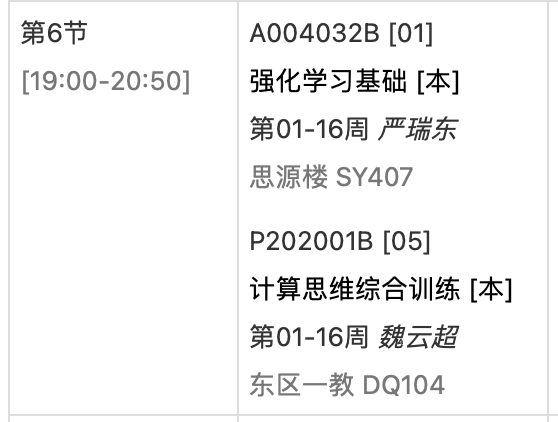 第6节
[19:00-20:50]
A004032B [01]
强化学习基础 [本]
第01-16周 严瑞东
思源楼 SY407
P202001B [05]
计算思维综合训练 [本]
第01-16周 魏云超
东区一教 DQ104